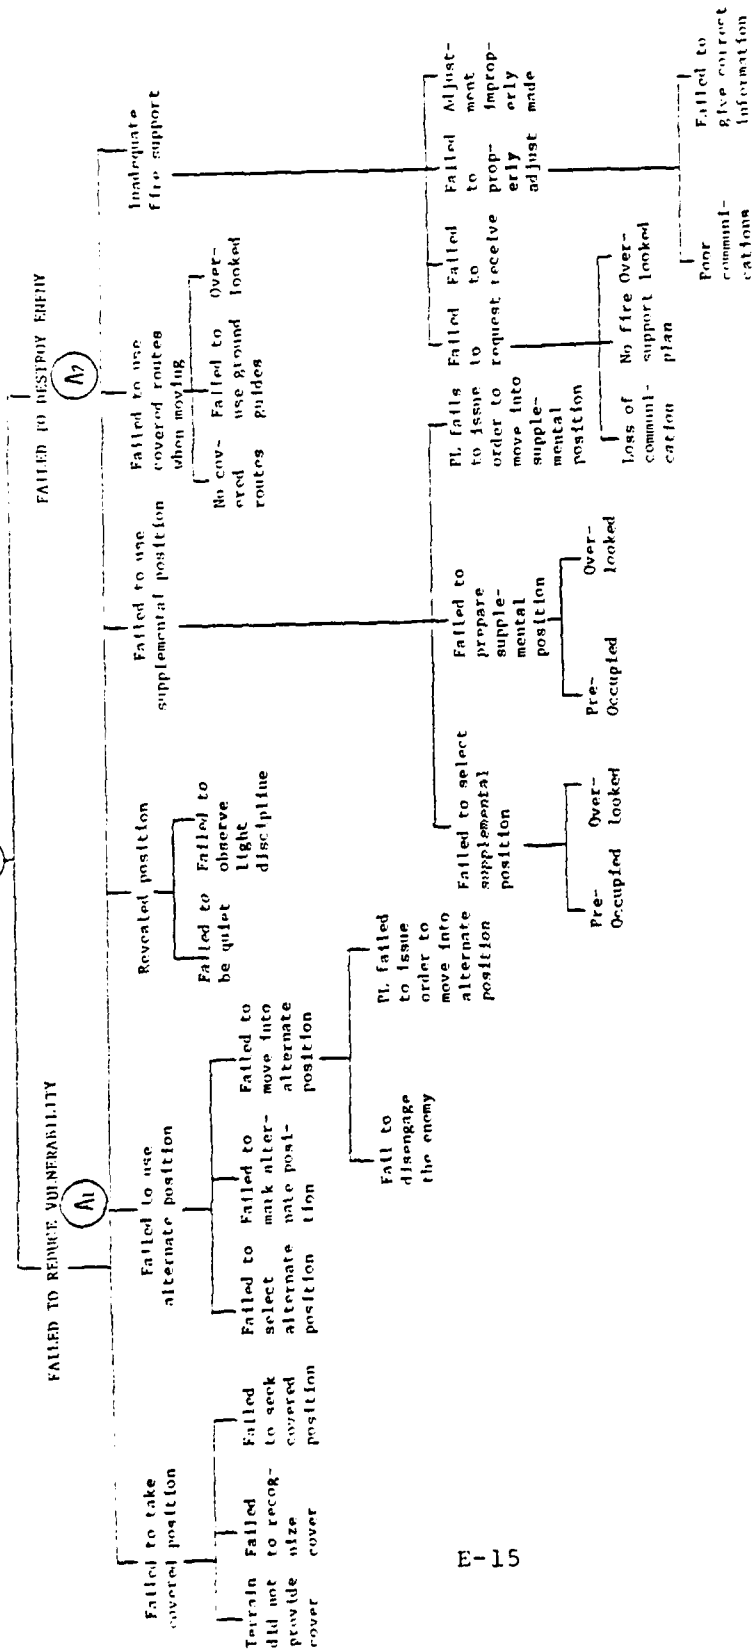 FAILED TO REDUCE VULNERABILITY
A1
FAILED TO DESTROY ENEMY
A2
Failed to take
covered position
Terrain
did not
provide
cover
Failed
to recog-
nize
cover
Failed
to seek
covered
position
Failed to use
alternate position
Failed to
select
alternate
position
Failed to
mark alter-
nate posi-
tion
Failed to
move into
alternate
position
Fail to
disengage
the enemy
PL failed
to issue
order to
move into
alternate
position
Revealed position
Failed to
be quiet
Failed to
observe
light
discipline
Failed to use
supplemental position
Failed to select
supplemental
position
Pre-
Occupied
Over-
looked
Failed to
prepare
supple-
mental
position
Pre-
Occupied
Over-
looked
PL fails
to issue
order to
move into
supple-
mental
position
Failed to use
covered routes
when moving
No cov-
ered
routes
Failed to
use ground
guides
Over-
looked
Inadequate
fire support
Failed
to
request
Loss of
communi-
cation
No fire
support
plan
Over-
looked
Failed
to
receive
Failed
to
prop-
erly
adjust
Poor
communi-
cations
Failed to
give correct
information
Adjust-
ment
improp-
erly
made
E-15